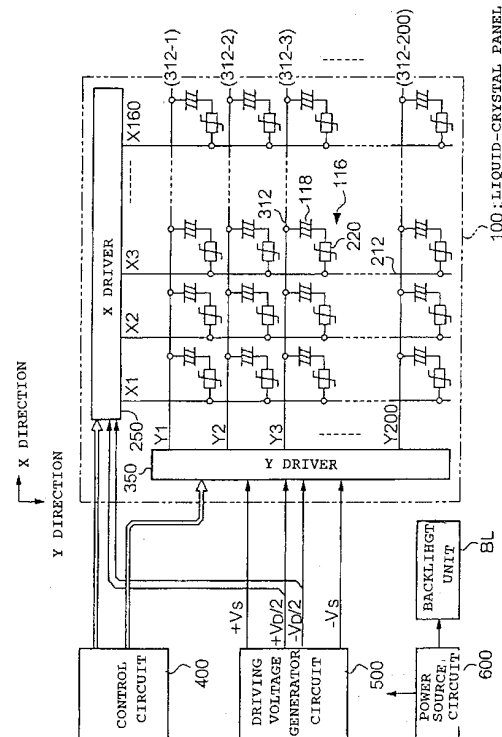 X DIRECTION
Y DIRECTION
X DRIVER
250
350
X1
X2
X3
X160
Y DRIVER
Y1
Y2
Y3
Y200
(312-1)
(312-2)
(312-3)
(312-200)
312
118
116
220
212
100:LIQUID-CRYSTAL PANEL
CONTROL
CIRCUIT
400
DRIVING
VOLTAGE
GENERATOR
CIRCUIT
500
+VS
+VD/2
-VD/2
-VS
POWER
SOURCE
CIRCUIT
600
BACKLIHGT
UNIT
BL